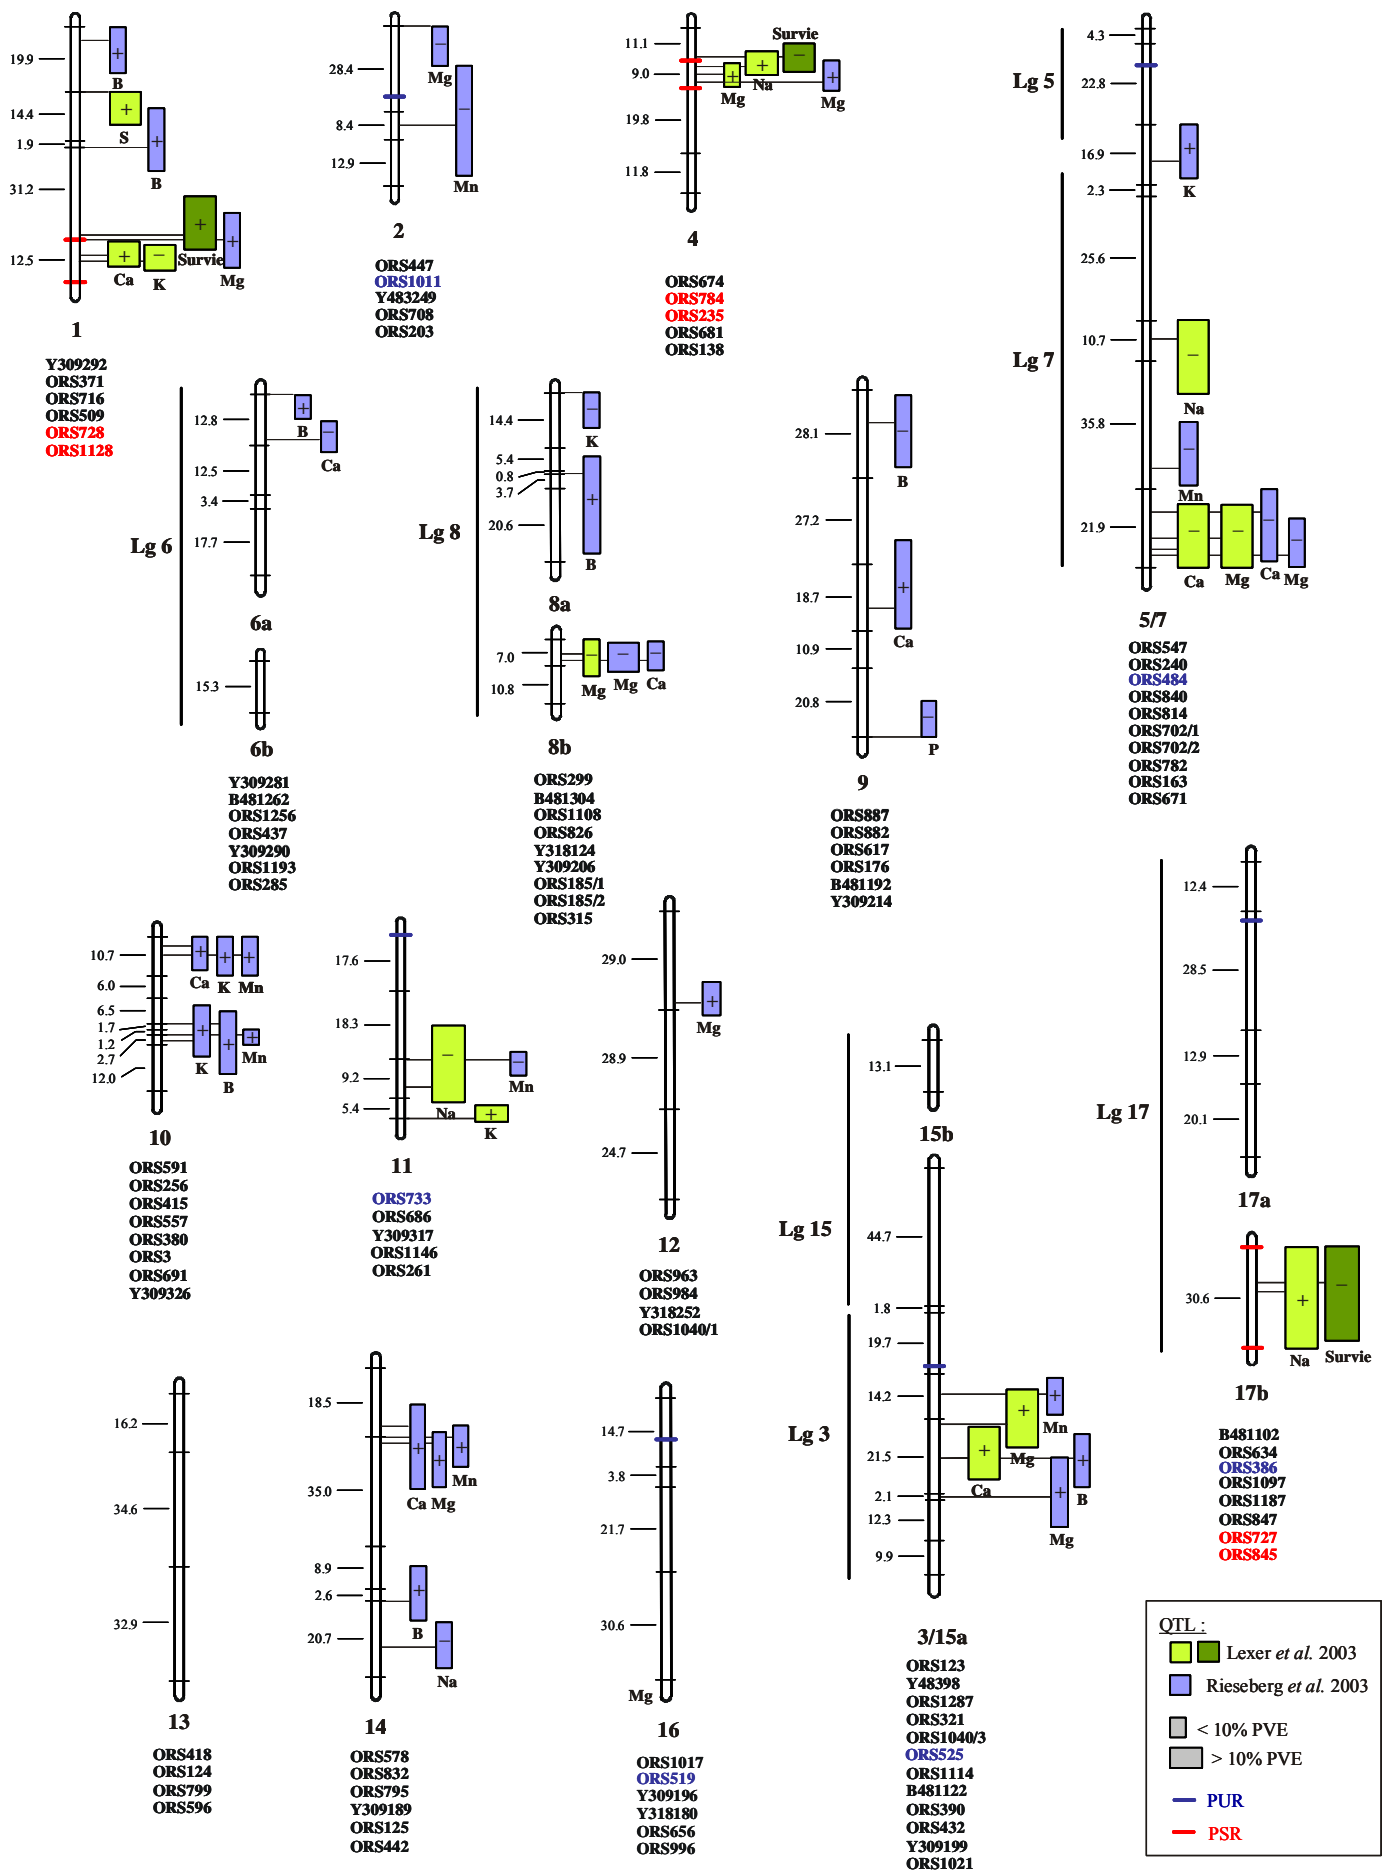 19.9
14.4
1.9
31.2
12.5
+
B
+
S
+
B
+
Survie
+
Mg
+
Ca
−
K
1
Y309292
ORS371
ORS716
ORS509
ORS728
ORS1128
28.4
8.4
12.9
−
Mg
−
Mn
2
ORS447
ORS1011
Y483249
ORS708
ORS203
11.1
9.0
19.8
11.8
Survie
−
+
Na
+
Mg
+
Mg
4
ORS674
ORS784
ORS235
ORS681
ORS138
Lg 5
Lg 7
4.3
22.8
16.9
2.3
25.6
10.7
35.8
21.9
+
K
−
Na
−
Mn
−
Ca
−
Mg
−
Ca
−
Mg
5/7
ORS547
ORS240
ORS484
ORS840
ORS814
ORS702/1
ORS702/2
ORS782
ORS163
ORS671
Lg 6
12.8
12.5
3.4
17.7
+
B
−
Ca
6a
15.3
6b
Y309281
B481262
ORS1256
ORS437
Y309290
ORS1193
ORS285
Lg 8
14.4
5.4
0.8
3.7
20.6
−
K
+
B
8a
7.0
10.8
−
Mg
−
Mg
−
Ca
8b
ORS299
B481304
ORS1108
ORS826
Y318124
Y309206
ORS185/1
ORS185/2
ORS315
28.1
27.2
18.7
10.9
20.8
−
B
+
Ca
−
P
9
ORS887
ORS882
ORS617
ORS176
B481192
Y309214
10.7
6.0
6.5
1.7
1.2
2.7
12.0
+
Ca
+
K
+
Mn
+
K
+
B
+
Mn
10
ORS591
ORS256
ORS415
ORS557
ORS380
ORS3
ORS691
Y309326
17.6
18.3
9.2
5.4
−
Na
−
Mn
+
K
11
ORS733
ORS686
Y309317
ORS1146
ORS261
29.0
28.9
24.7
+
Mg
12
ORS963
ORS984
Y318252
ORS1040/1
Lg 15
Lg 3
13.1
15b
44.7
1.8
19.7
14.2
21.5
2.1
12.3
9.9
+
Mn
+
Mg
+
Ca
+
B
+
Mg
3/15a
ORS123
Y48398
ORS1287
ORS321
ORS1040/3
ORS525
ORS1114
B481122
ORS390
ORS432
Y309199
ORS1021
Lg 17
12.4
28.5
12.9
20.1
17a
30.6
+
Na
−
Survie
17b
B481102
ORS634
ORS386
ORS1097
ORS1187
ORS847
ORS727
ORS845
16.2
34.6
32.9
13
ORS418
ORS124
ORS799
ORS596
18.5
35.0
8.9
2.6
20.7
+
Ca
+
Mg
+
Mn
+
B
−
Na
14
ORS578
ORS832
ORS795
Y309189
ORS125
ORS442
14.7
3.8
21.7
30.6
Mg
16
ORS1017
ORS519
Y309196
Y318180
ORS656
ORS996
QTL :
Lexer et al. 2003
Rieseberg et al. 2003
< 10% PVE
> 10% PVE
PUR
PSR